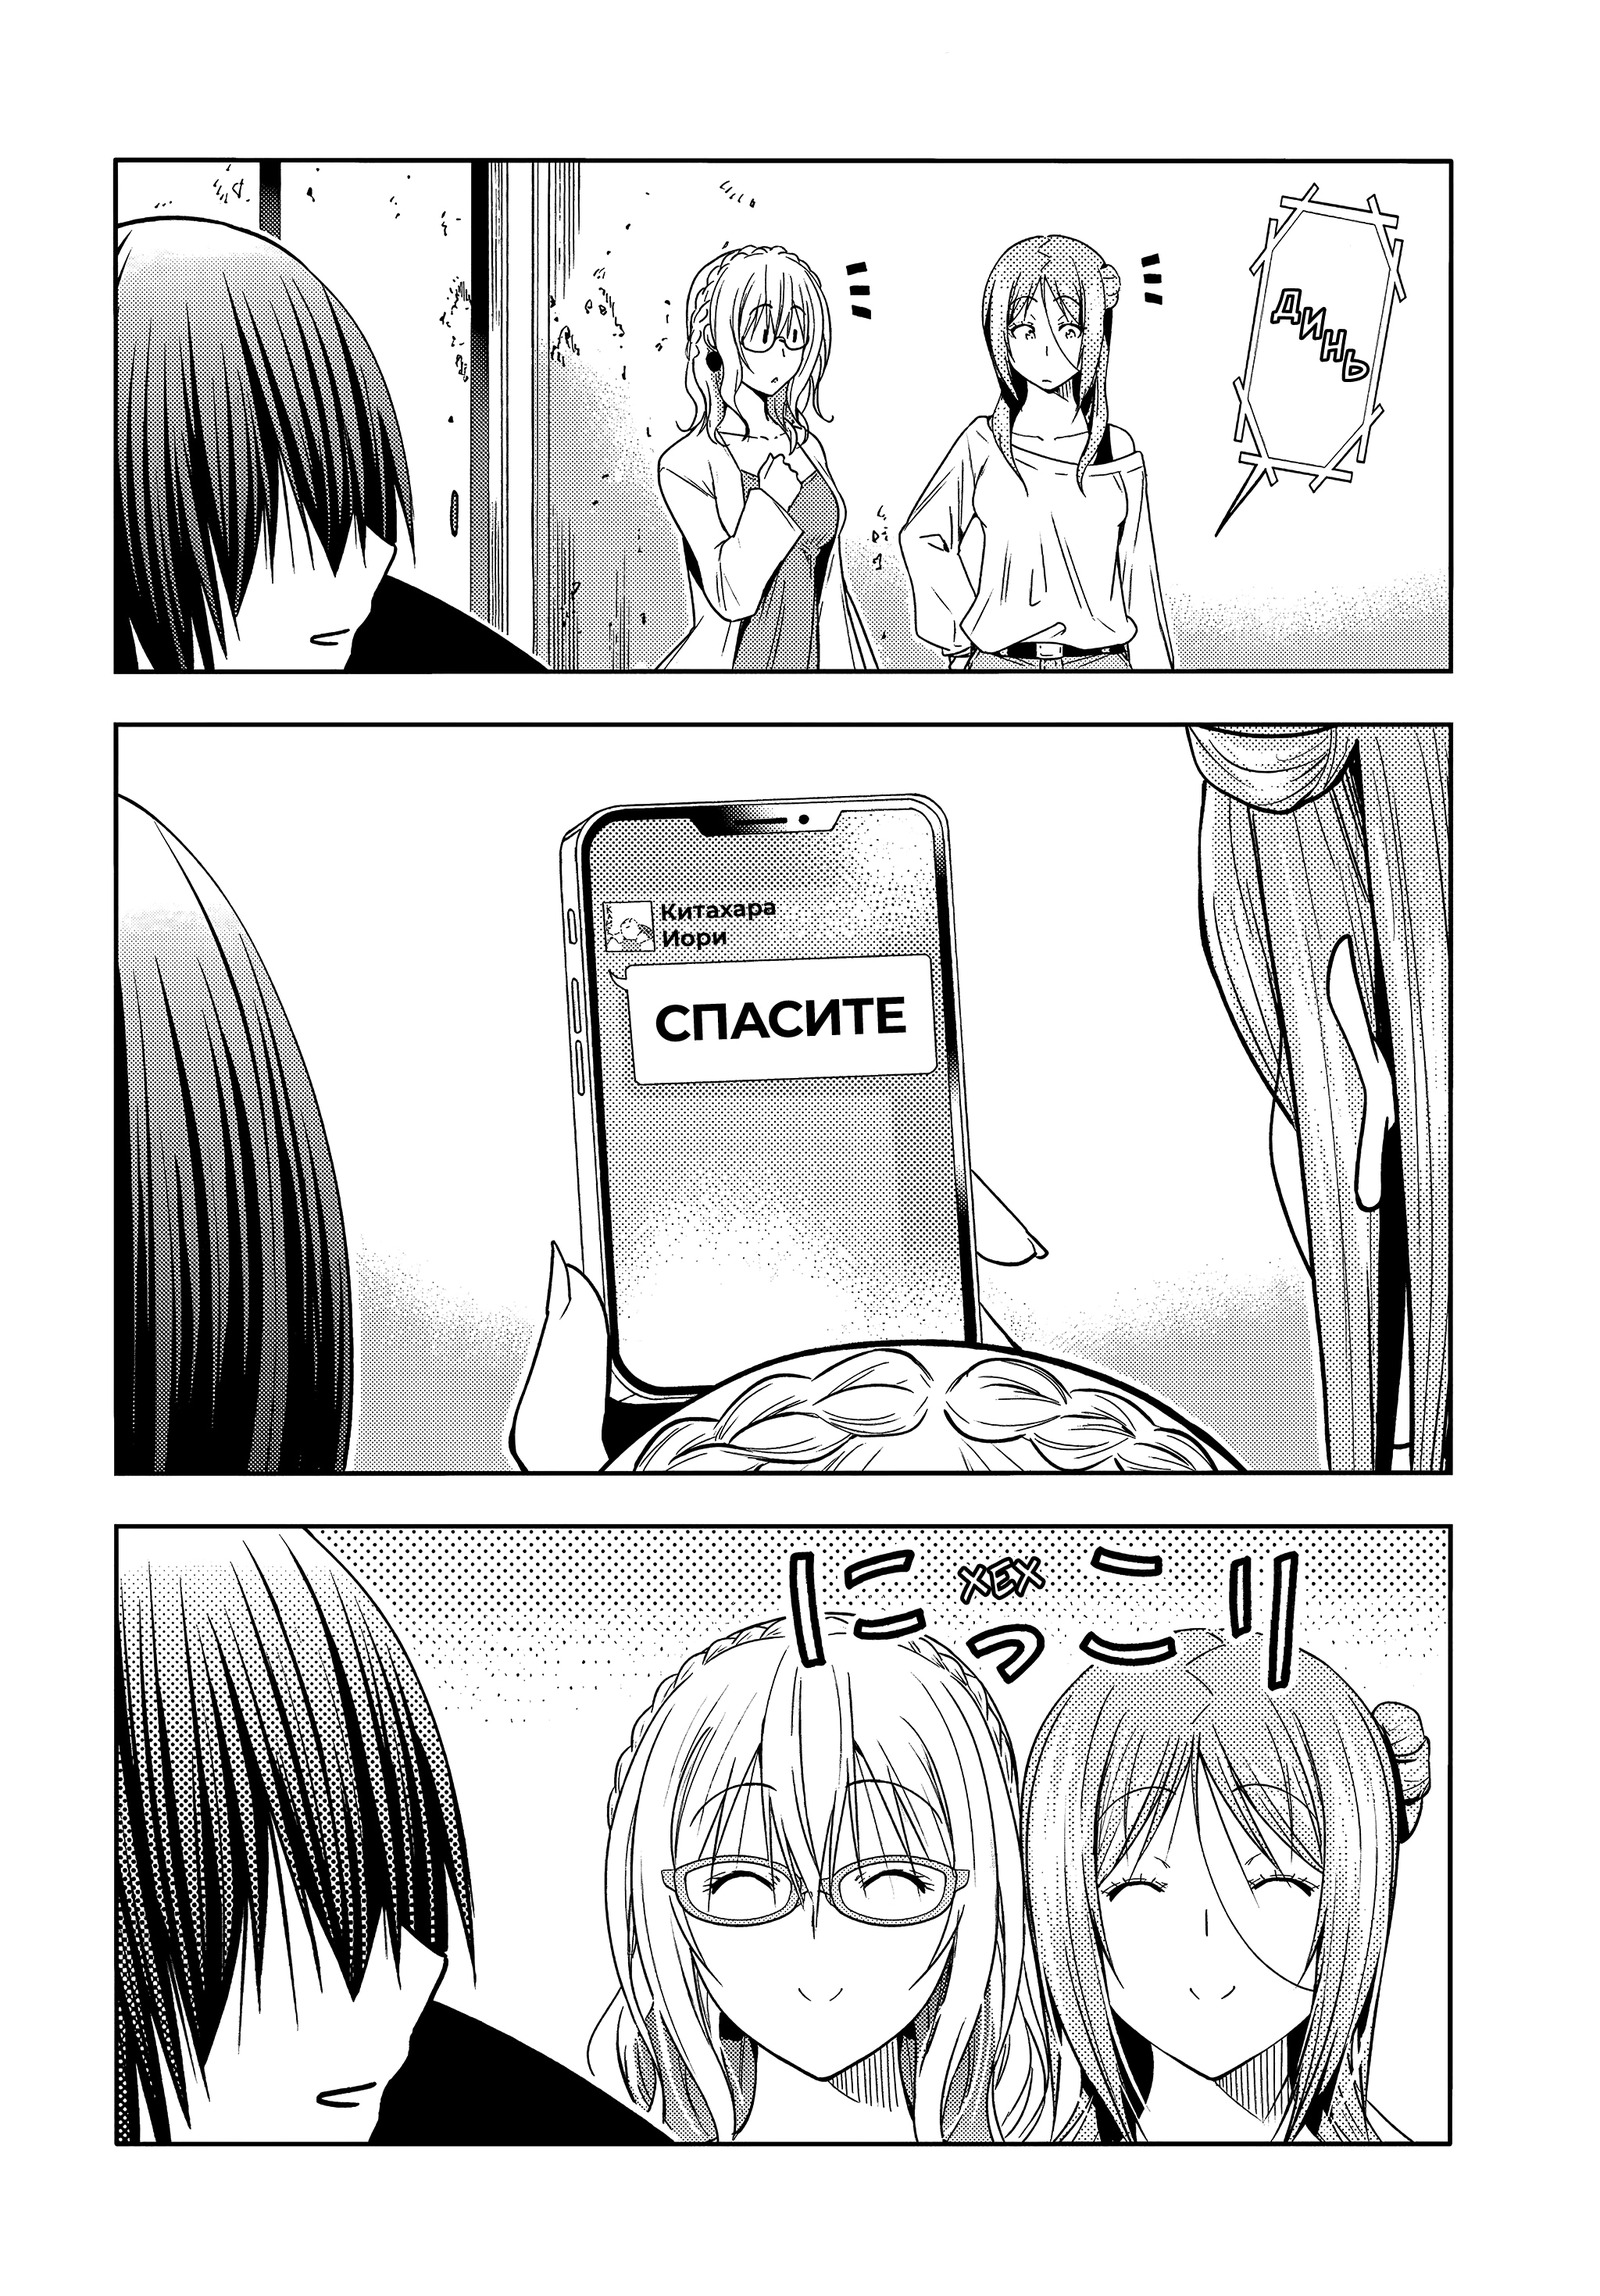 ДИНЬ
Китахара
Иори
СПАСИТЕ
ХЕХ
にっこり